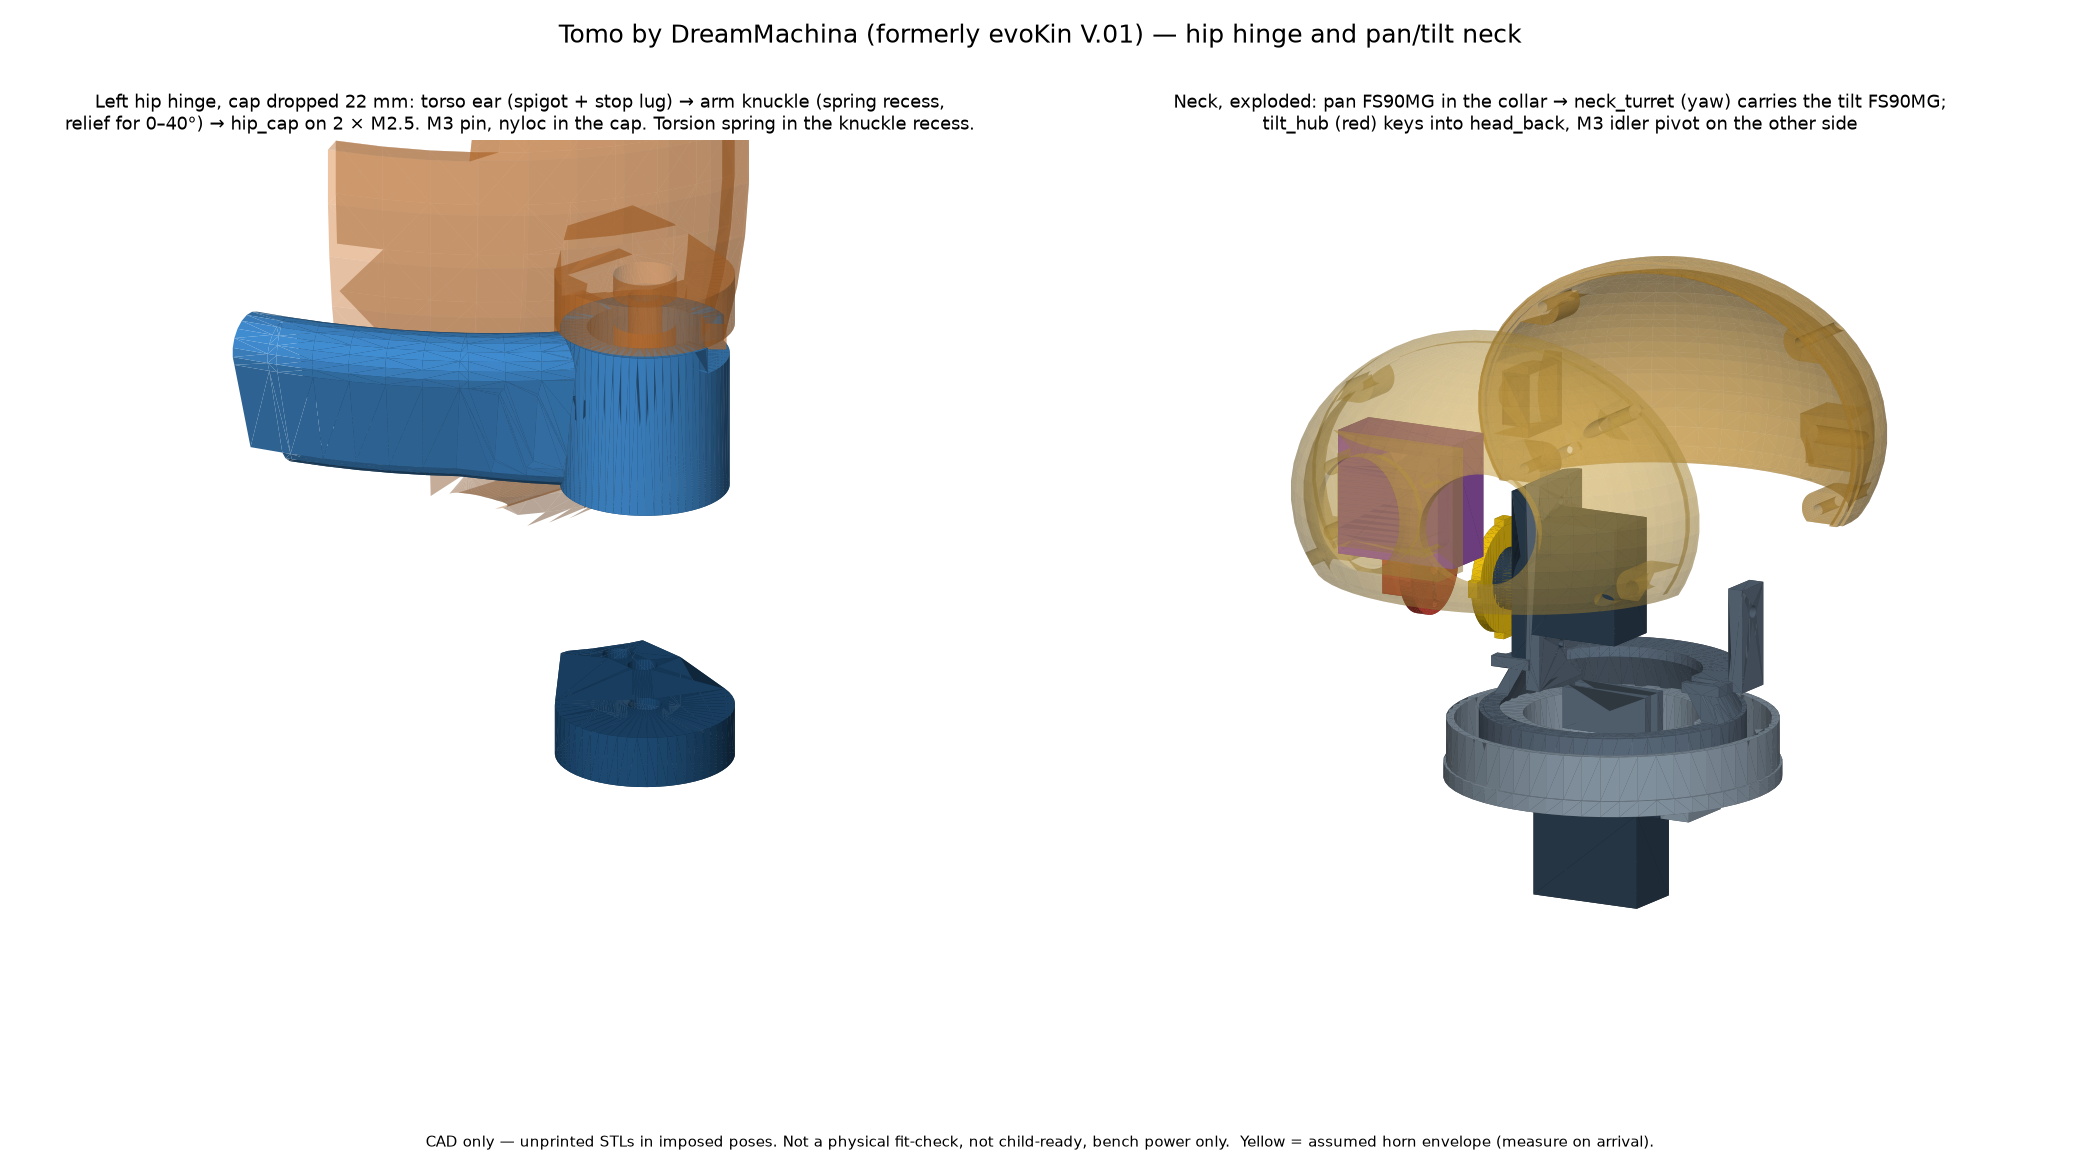 Tomo by DreamMachina (formerly evoKin V.01) — hip hinge and pan/tilt neck
Left hip hinge, cap dropped 22 mm: torso ear (spigot + stop lug) → arm knuckle (spring recess,
relief for 0–40°) → hip_cap on 2 × M2.5. M3 pin, nyloc in the cap. Torsion spring in the knuckle recess.
Neck, exploded: pan FS90MG in the collar → neck_turret (yaw) carries the tilt FS90MG;
tilt_hub (red) keys into head_back, M3 idler pivot on the other side
CAD only — unprinted STLs in imposed poses. Not a physical fit-check, not child-ready, bench power only.  Yellow = assumed horn envelope (measure on arrival).